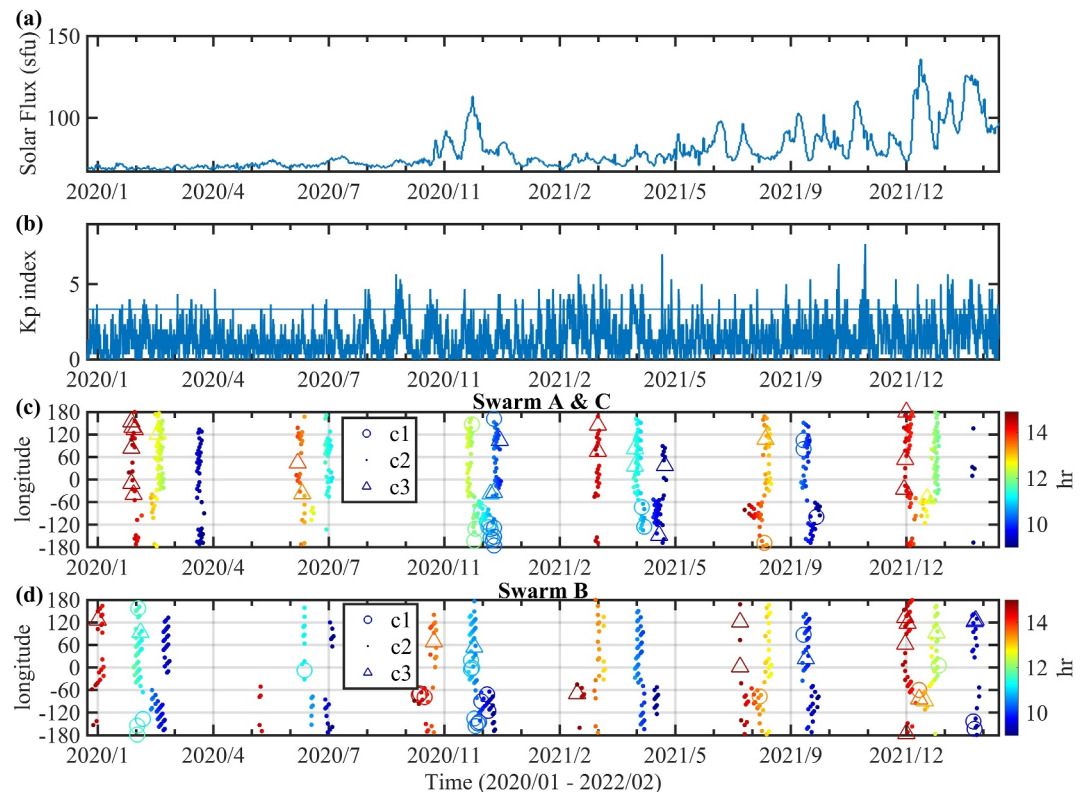 (a)
150
100
Solar Flux (sfu)
2020/1 2020/4 2020/7 2020/11 2021/2 2021/5 2021/9 2021/12
(b)
5
0
Kp index
2020/1 2020/4 2020/7 2020/11 2021/2 2021/5 2021/9 2021/12
(c) Swarm A & C
180
120
60
0
-60
-120
-180
longitude
c1
c2
c3
14
12
10
hr
2020/1 2020/4 2020/7 2020/11 2021/2 2021/5 2021/9 2021/12
(d) Swarm B
180
120
60
0
-60
-120
-180
longitude
c1
c2
c3
14
12
10
hr
2020/1 2020/4 2020/7 2020/11 2021/2 2021/5 2021/9 2021/12
Time (2020/01 - 2022/02)